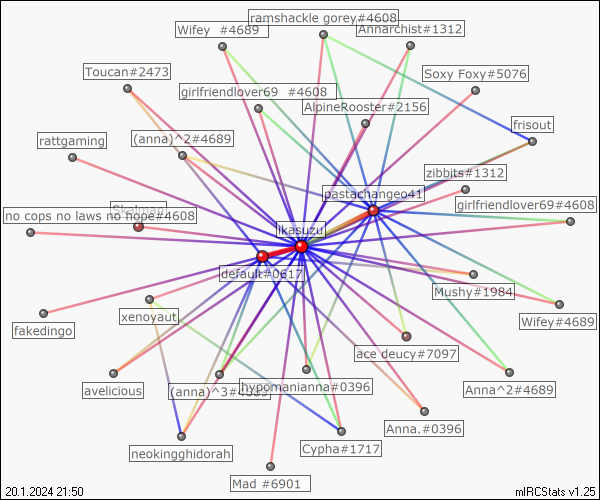 ramshackle gorey#4608
Wifey  #4689
Annarchist#1312
Toucan#2473
Soxy Foxy#5076
girlfriendlover69  #4608
AlpineRooster#2156
frisout
rattgaming
(anna)^2#4689
zibbits#1312
pastachangeo41
girlfriendlover69#4608
Skalman
no cops no laws no hope#4608
ikasuzu
default#0617
Mushy#1984
fakedingo
xenoyaut
Wifey#4689
ace deucy#7097
avelicious
(anna)^3#4689
hypomanianna#0396
Anna^2#4689
Anna.#0396
neokingghidorah
Cypha#1717
Mad #6901
20.1.2024 21:50
mIRCStats v1.25